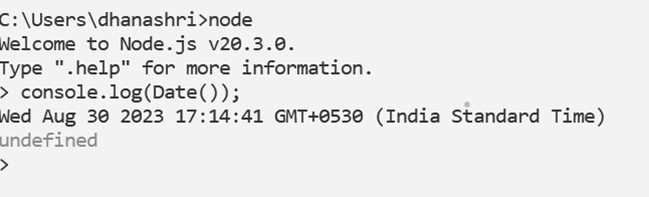 C:\Users\dhanashri>node
Welcome to Node.js v20.3.0.
Type ".help" for more information.
> console.log(Date());
Wed Aug 30 2023 17:14:41 GMT+0530 (India Standard Time)
undefined
>